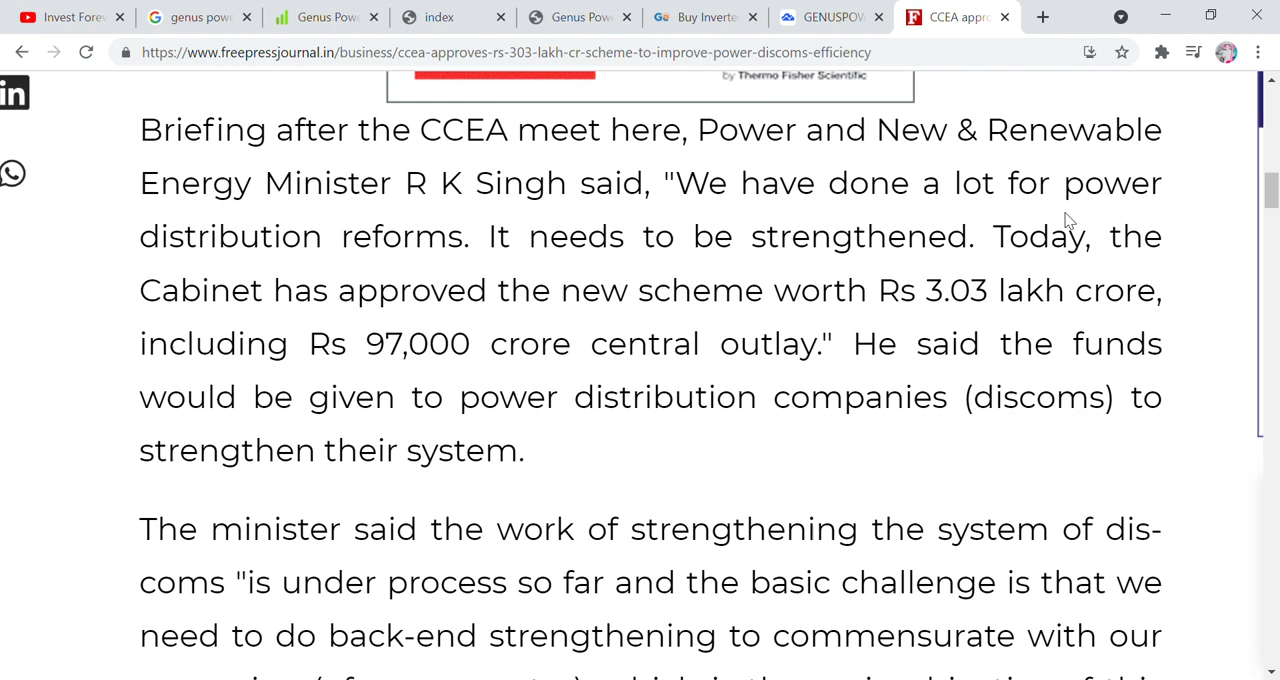 Invest Forev
genus powe
Genus Powe
index
Genus Pow
Buy Inverte
GENUSPOW
CCEA appro
https://www.freepressjournal.in/business/ccea-approves-rs-303-lakh-cr-scheme-to-improve-power-discoms-efficiency
in
by Thermo Fisher Scientific
Briefing after the CCEA meet here, Power and New & Renewable
Energy Minister R K Singh said, "We have done a lot for power
distribution reforms. It needs to be strengthened. Today, the
Cabinet has approved the new scheme worth Rs 3.03 lakh crore,
including Rs 97,000 crore central outlay." He said the funds
would be given to power distribution companies (discoms) to
strengthen their system.
The minister said the work of strengthening the system of dis-
coms "is under process so far and the basic challenge is that we
need to do back-end strengthening to commensurate with our